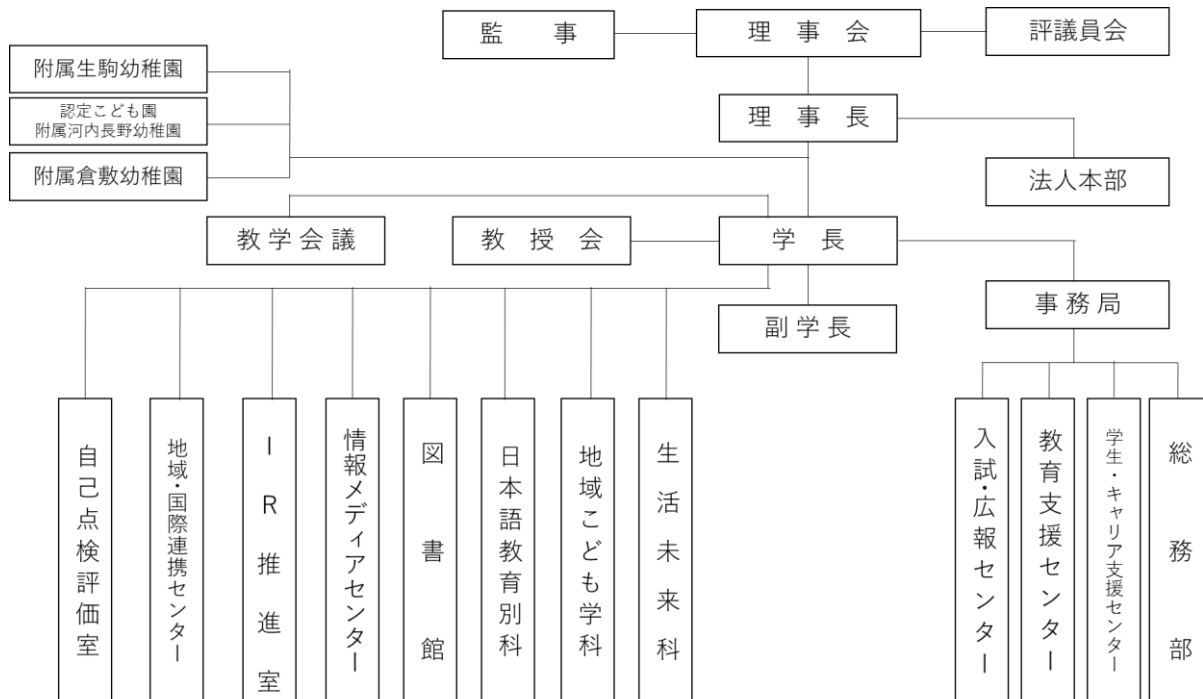 監事
理事会
評議員会
附属生駒幼稚園
認定こども園
附属河内長野幼稚園
附属倉敷幼稚園
理事長
法人本部
教学会議
教授会
学長
事務局
副学長
自己点検評価室
地域・国際連携センター
IR推進室
情報メディアセンター
図書館
日本語教育別科
地域こども学科
生活未来科
入試・広報センター
教育支援センター
学生・キャリア支援センター
総務部